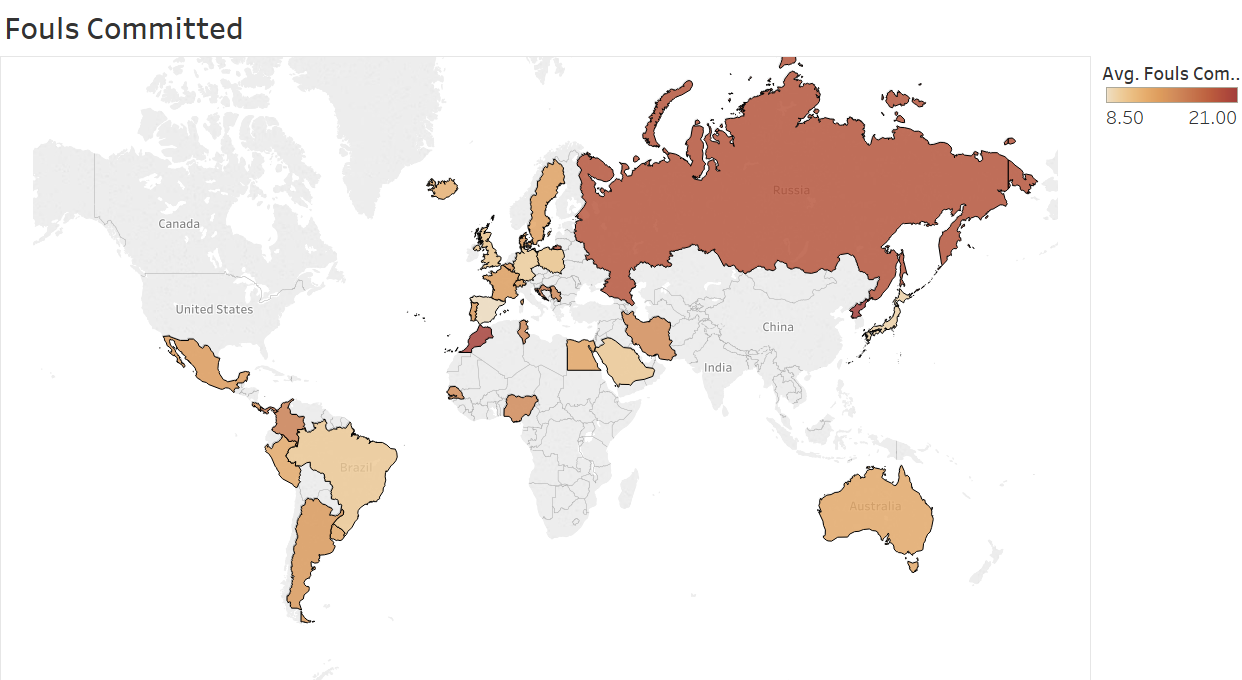 Fouls Committed
Avg. Fouls Com..
8.50 21.00
Russia
Canada
United States
China
India
Brazil
Australia